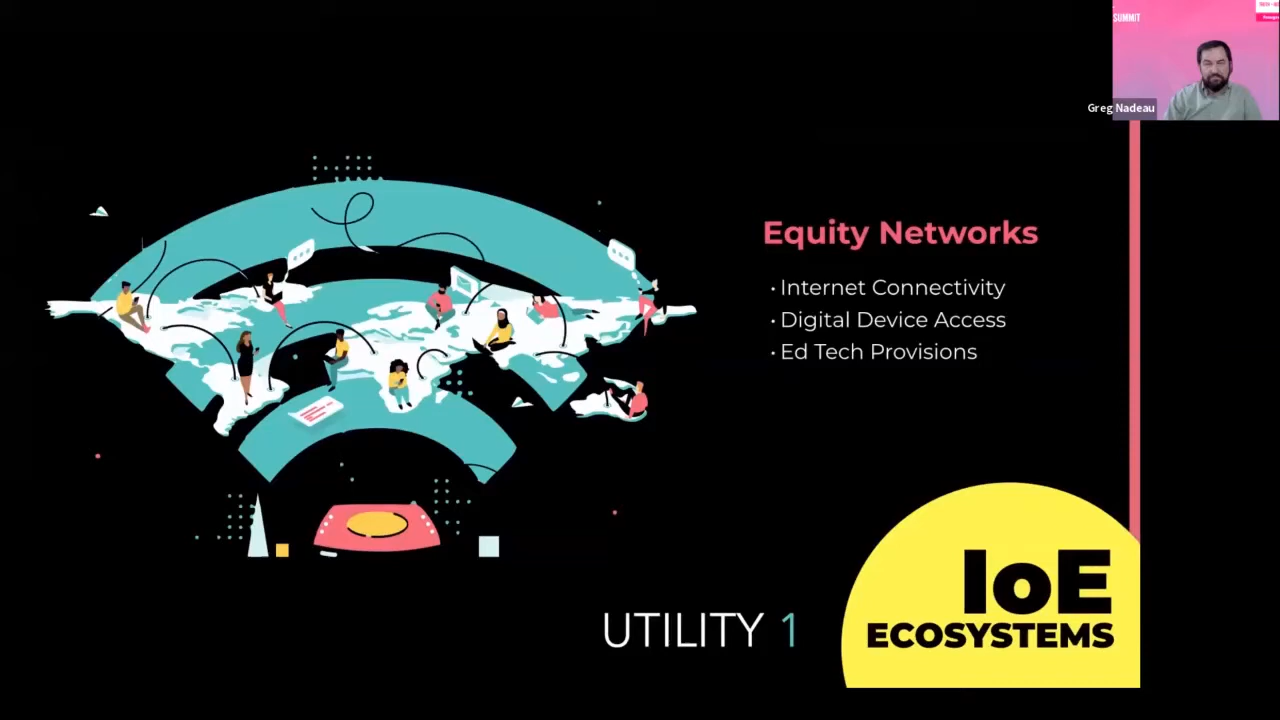 SUMMIT
Greg Nadeau
Equity Networks
• Internet Connectivity
• Digital Device Access
• Ed Tech Provisions
IoE
ECOSYSTEMS
UTILITY 1